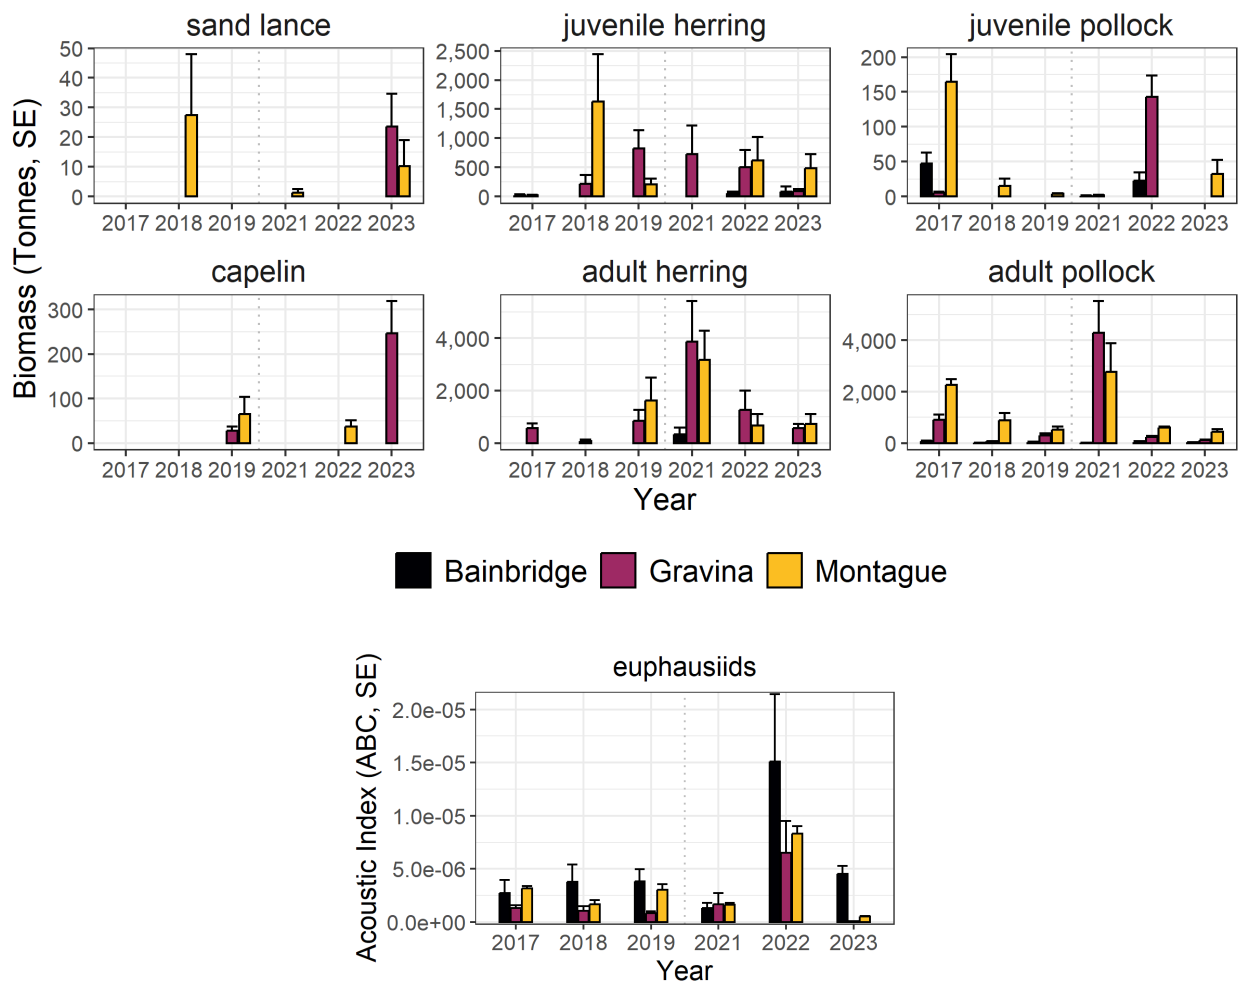 sand lance juvenile herring juvenile pollock
50 40 30 20 10 0
2,500 2,000 1,500 1,000 500 0
200 150 100 50 0
2017 2018 2019 2021 2022 2023 2017 2018 2019 2021 2022 2023 2017 2018 2019 2021 2022 2023
Biomass (Tonnes, SE)
capelin adult herring adult pollock
300 200 100 0
4,000 2,000 0
4,000 2,000 0
2017 2018 2019 2021 2022 2023 2017 2018 2019 2021 2022 2023 2017 2018 2019 2021 2022 2023
Year
Bainbridge Gravina Montague
euphausiids
Acoustic Index (ABC, SE)
2.0e-05
1.5e-05
1.0e-05
5.0e-06
0.0e+00
2017 2018 2019 2021 2022 2023
Year